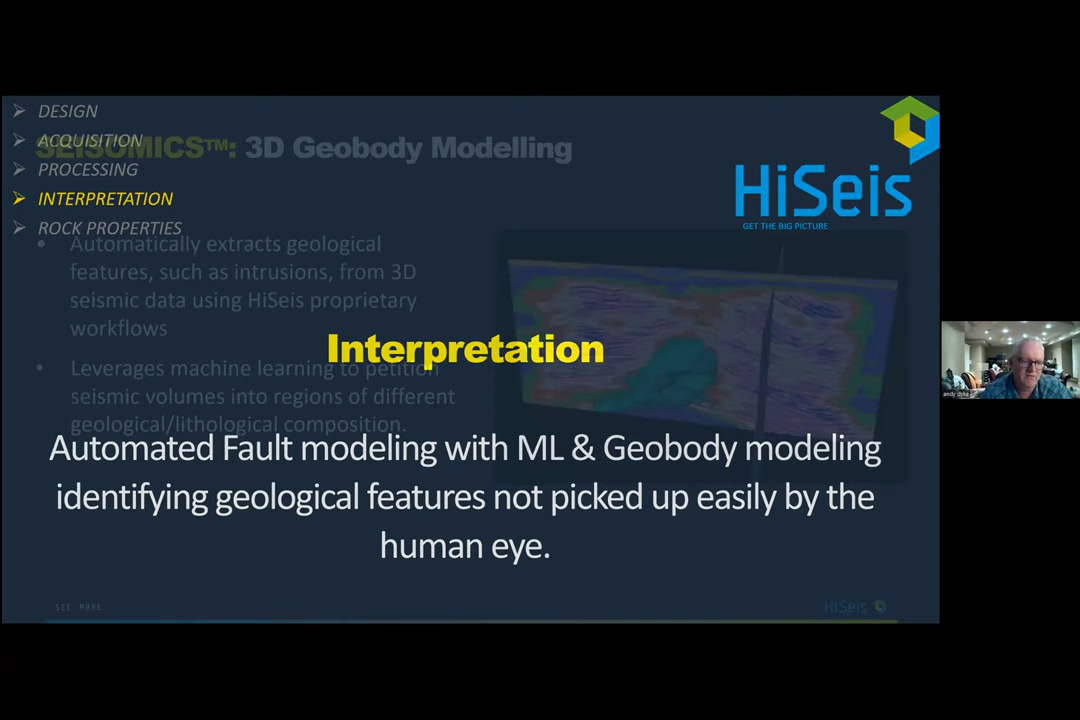 DESIGN
ACQUISITION
SEISOMICS™: 3D Geobody Modelling
PROCESSING
INTERPRETATION
ROCK PROPERTIES
HiSeis
GET THE BIG PICTURE
• Automatically extracts geological
features, such as intrusions, from 3D
seismic data using HiSeis proprietary
workflows
Interpretation
• Leverages machine learning to petition
seismic volumes into regions of different
geological/lithological composition.
Automated Fault modeling with ML & Geobody modeling
identifying geological features not picked up easily by the
human eye.
SEE MORE
HiSeis
andy dyke